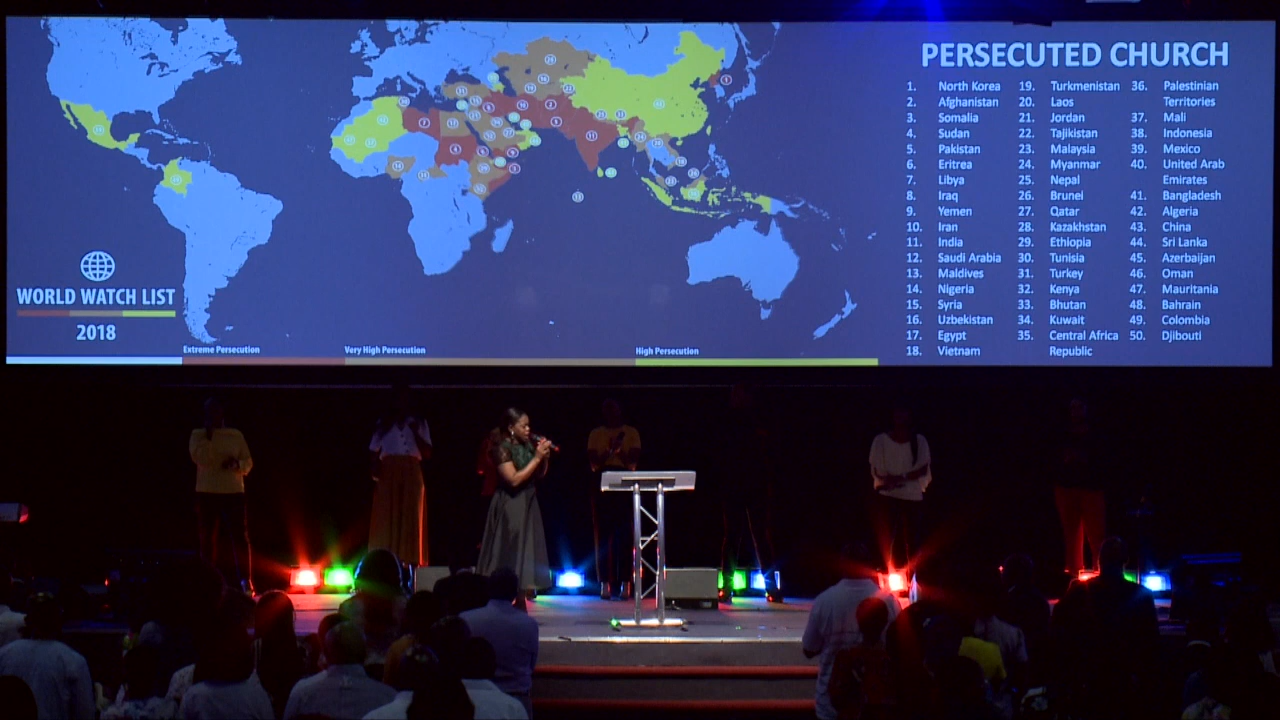 PERSECUTED CHURCH
1. North Korea
2. Afghanistan
3. Somalia
4. Sudan
5. Pakistan
6. Eritrea
7. Libya
8. Iraq
9. Yemen
10. Iran
11. India
12. Saudi Arabia
13. Maldives
14. Nigeria
15. Syria
16. Uzbekistan
17. Egypt
18. Vietnam
19. Turkmenistan
20. Laos
21. Jordan
22. Tajikistan
23. Malaysia
24. Myanmar
25. Nepal
26. Brunei
27. Qatar
28. Kazakhstan
29. Ethiopia
30. Tunisia
31. Turkey
32. Kenya
33. Bhutan
34. Kuwait
35. Central Africa
Republic
36. Palestinian
Territories
37. Mali
38. Indonesia
39. Mexico
40. United Arab
Emirates
41. Bangladesh
42. Algeria
43. China
44. Sri Lanka
45. Azerbaijan
46. Oman
47. Mauritania
48. Bahrain
49. Colombia
50. Djibouti
WORLD WATCH LIST
2018
Extreme Persecution
Very High Persecution
High Persecution